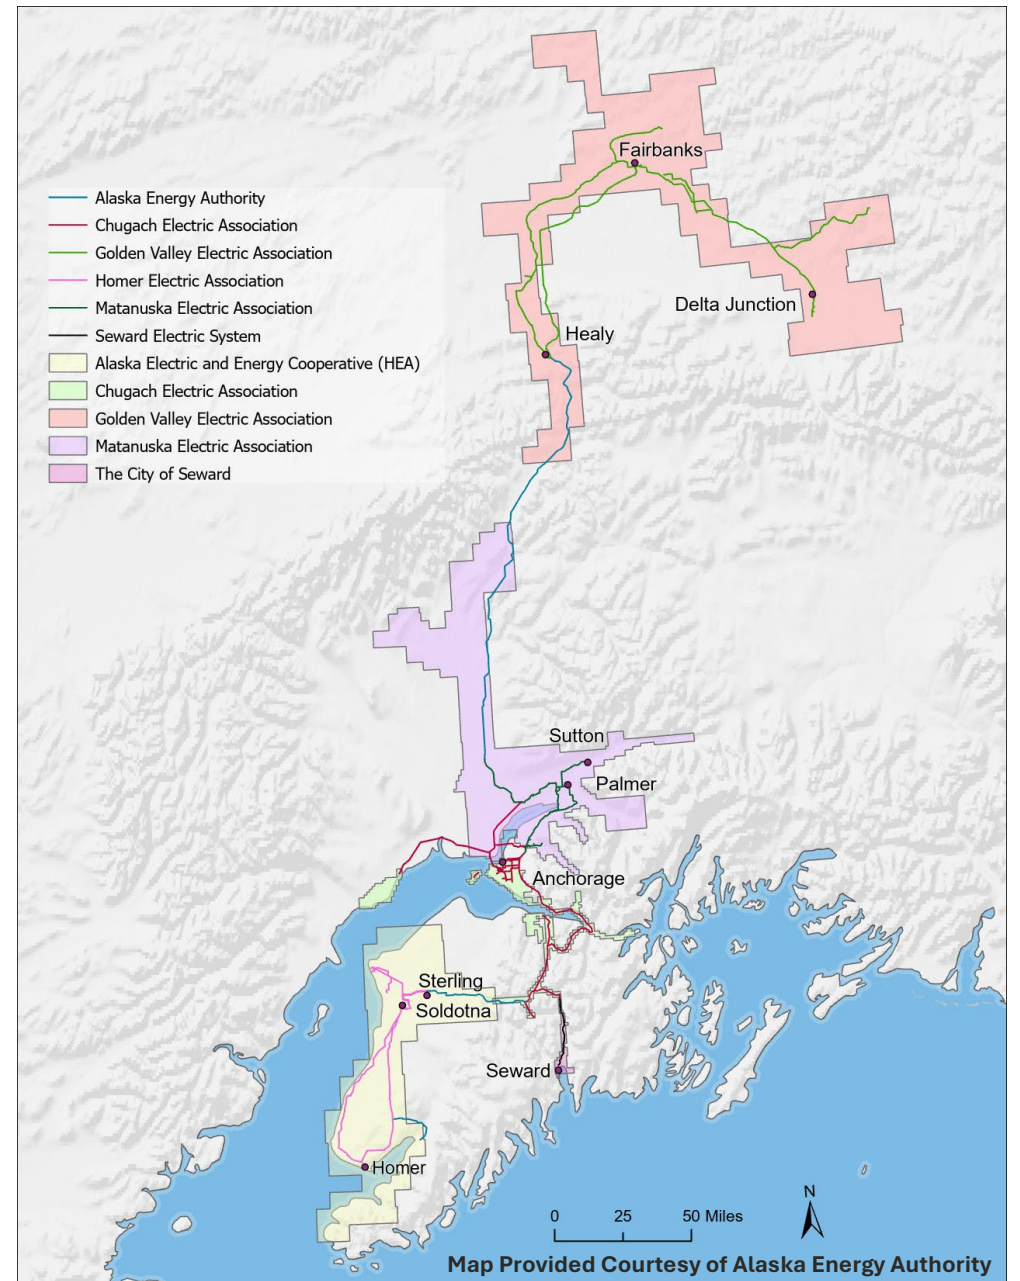 Fairbanks
Alaska Energy Authority
Chugach Electric Association
Golden Valley Electric Association
Homer Electric Association
Matanuska Electric Association
Seward Electric System
Alaska Electric and Energy Cooperative (HEA)
Chugach Electric Association
Golden Valley Electric Association
Matanuska Electric Association
The City of Seward
Delta Junction
Healy
Sutton
Palmer
Anchorage
Sterling
Soldotna
Seward
Homer
N
0 25 50 Miles
Map Provided Courtesy of Alaska Energy Authority